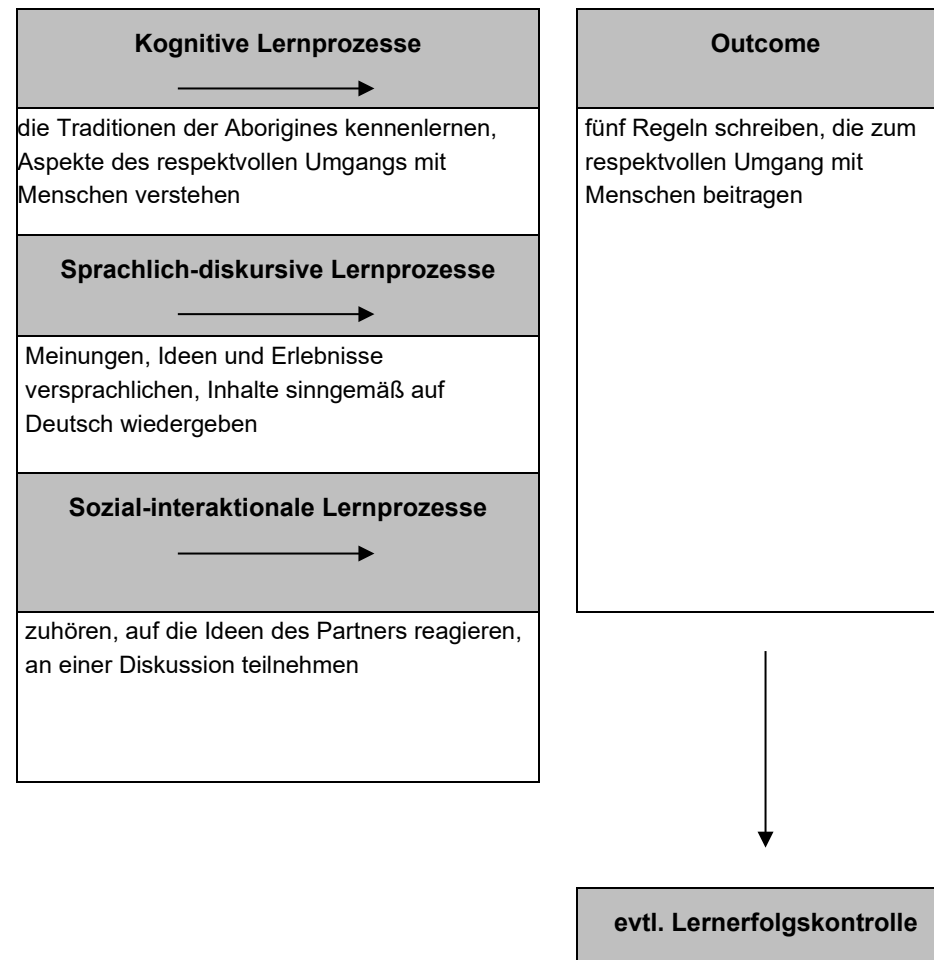 Kognitive Lernprozesse
die Traditionen der Aborigines kennenlernen,
Aspekte des respektvollen Umgangs mit
Menschen verstehen
Sprachlich-diskursive Lernprozesse
Meinungen, Ideen und Erlebnisse
versprachlichen, Inhalte sinngemäß auf
Deutsch wiedergeben
Sozial-interaktionale Lernprozesse
zuhören, auf die Ideen des Partners reagieren,
an einer Diskussion teilnehmen
Outcome
fünf Regeln schreiben, die zum
respektvollen Umgang mit
Menschen beitragen
evtl. Lernerfolgskontrolle